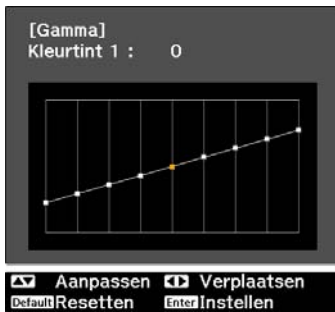 [Gamma]
Kleurtint 1 : 0
Aanpassen Verplaatsen
Default Resetten Enter Instellen